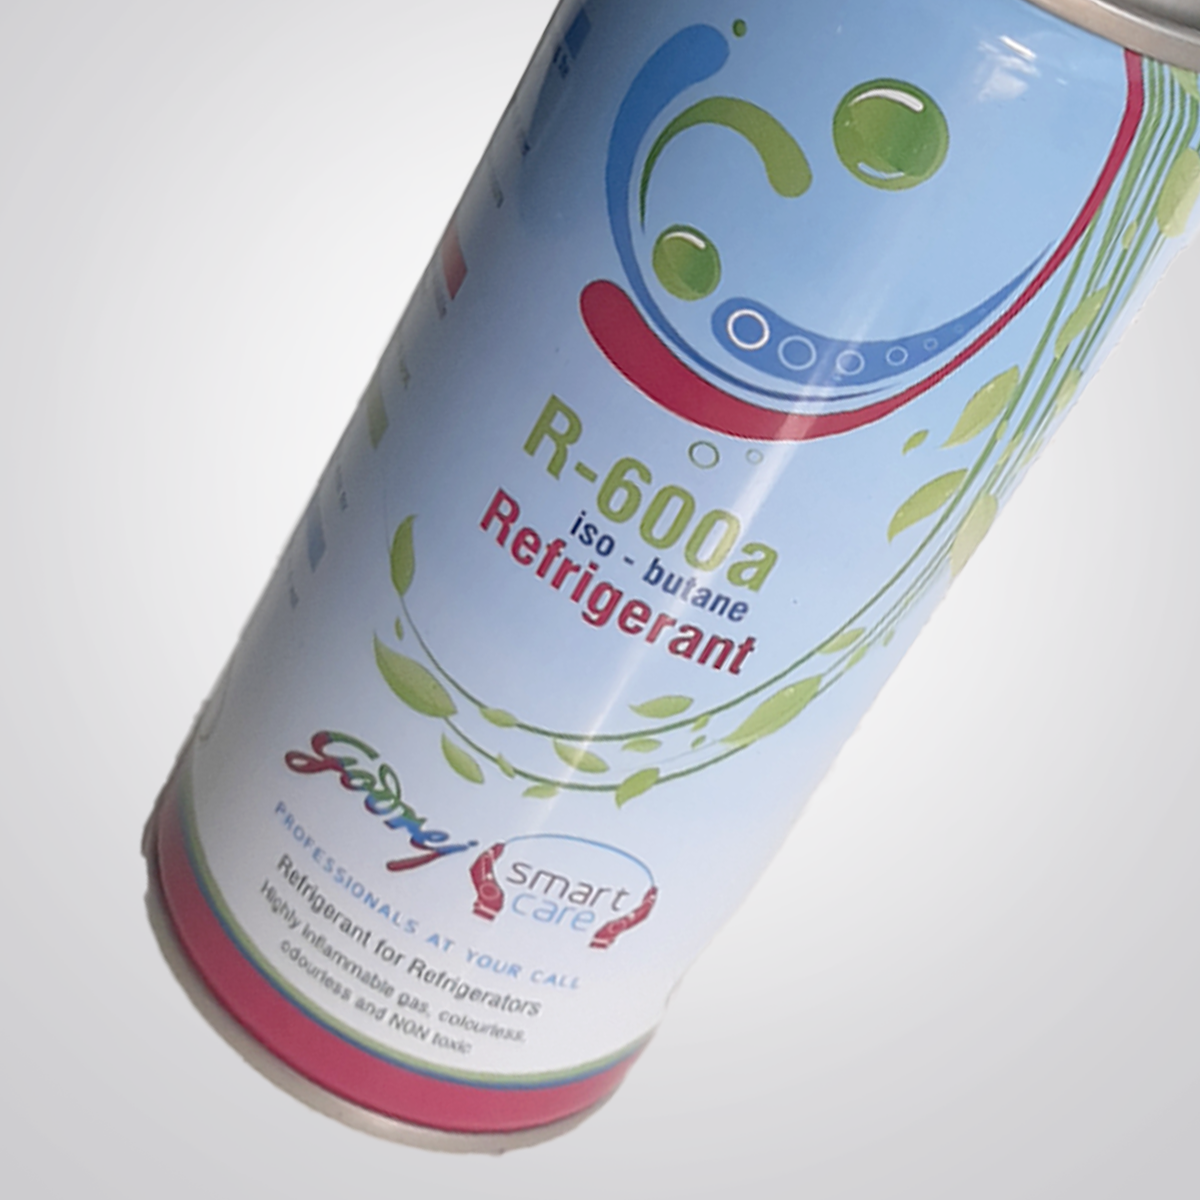 R-600a
iso - butane
Refrigerant
Godrej
smart
care
PROFESSIONALS AT YOUR CALL
Refrigerant for Refrigerators
Highly inflammable gas, colourless,
odourless and NON toxic